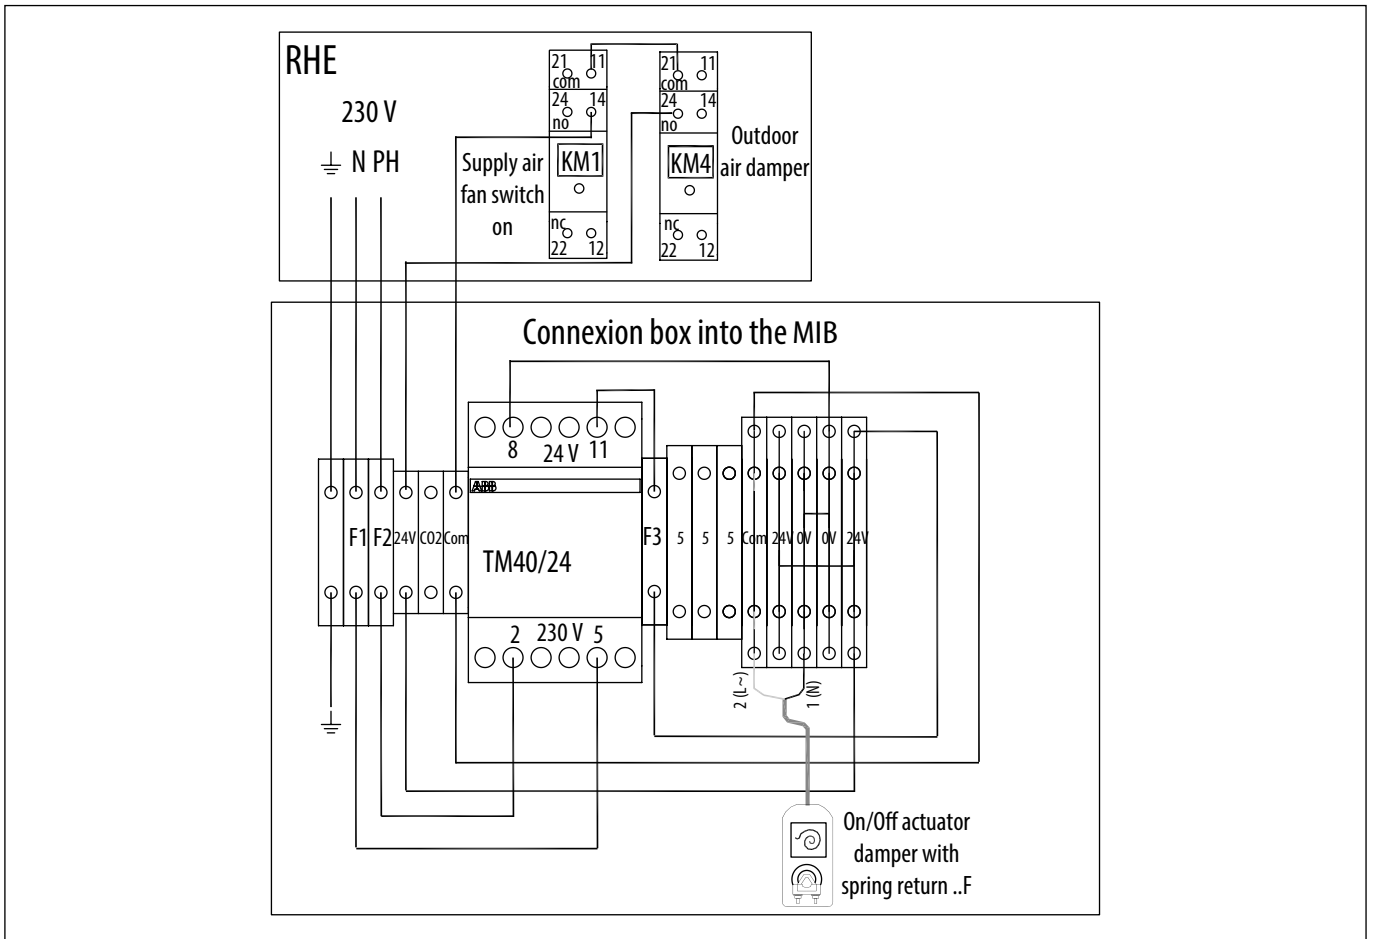 RHE
230 V
N PH
Supply air
fan switch
on
21 11
com
24 14
no
KM1
nc
22 12
21 11
com
24 14
no
KM4
nc
22 12
Outdoor
air damper
Connexion box into the MIB
8 24 V 11
ABB
F1 F2 24V CO2 Com
TM40/24
F3 5 5 5 Com 24V 0V 0V 24V
2 230 V 5
2 (L~)
1 (N)
On/Off actuator
damper with
spring return ..F